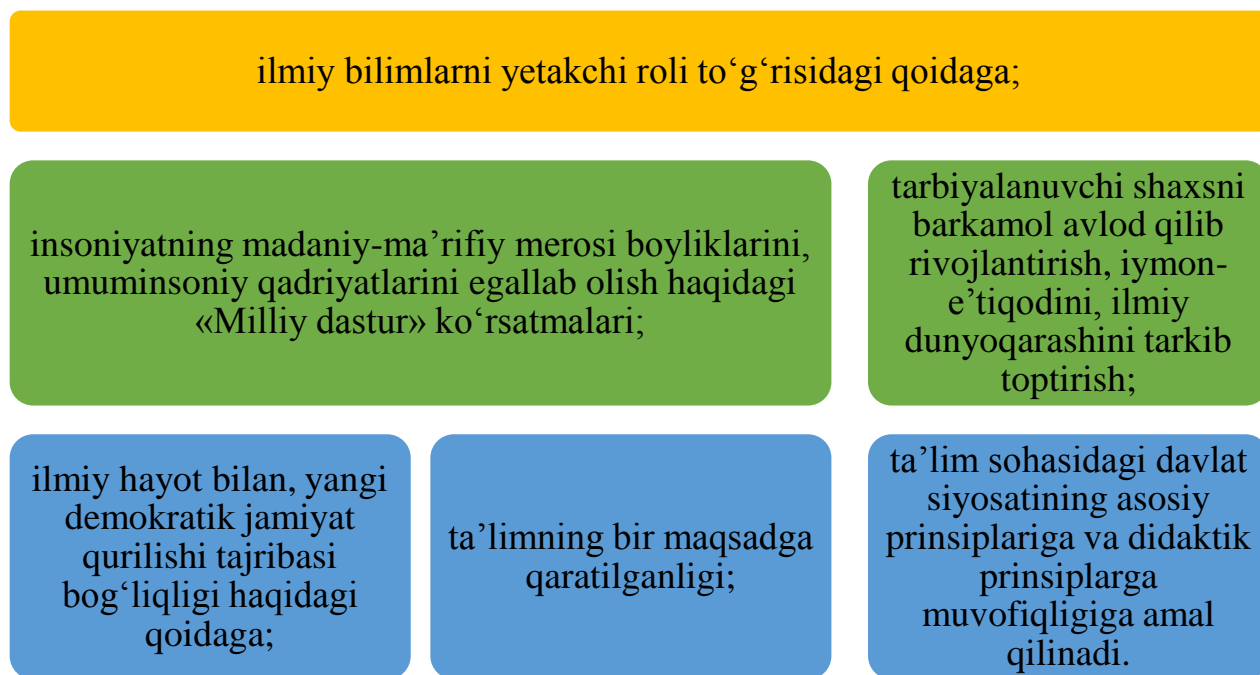 ilmiy bilimlarni yetakchi roli to‘g‘risidagi qoidaga;
insoniyatning madaniy-ma’rifiy merosi boyliklarini,
umuminsoniy qadriyatlarini egallab olish haqidagi
«Milliy dastur» ko‘rsatmalari;
tarbiyalanuvchi shaxsni
barkamol avlod qilib
rivojlantirish, iymon-
e’tiqodini, ilmiy
dunyoqarashini tarkib
toptirish;
ilmiy hayot bilan, yangi
demokratik jamiyat
qurilishi tajribasi
bog‘liqligi haqidagi
qoidaga;
ta’limning bir maqsadga
qaratilganligi;
ta’lim sohasidagi davlat
siyosatining asosiy
prinsiplariga va didaktik
prinsiplarga
muvofiqligiga amal
qilinadi.